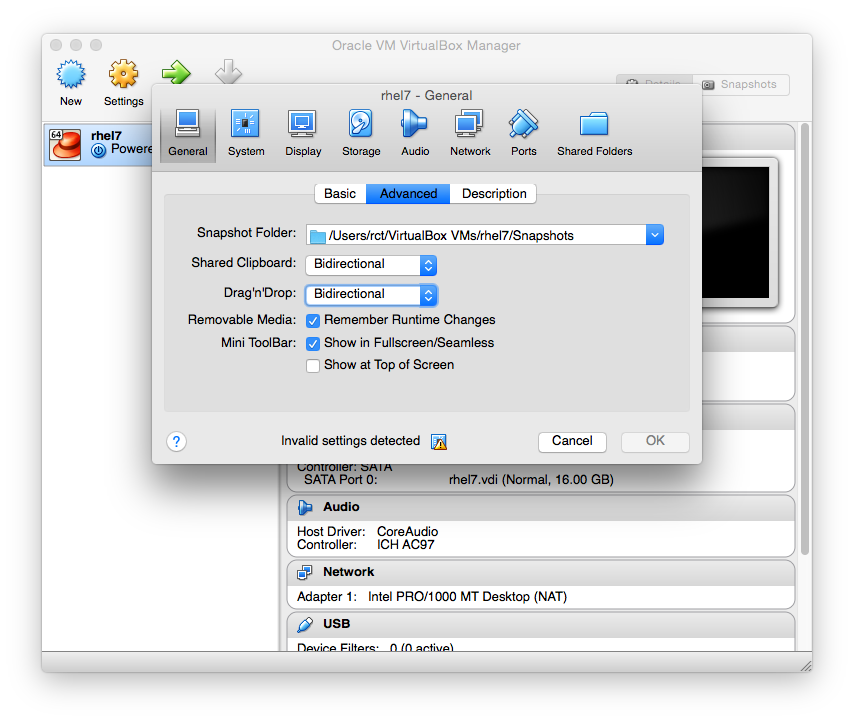 Oracle VM VirtualBox Manager
New
Settings
Details
Snapshots
64
rhel7
Powere
rhel7 - General
General
System
Display
Storage
Audio
Network
Ports
Shared Folders
Basic
Advanced
Description
Snapshot Folder: /Users/rct/VirtualBox VMs/rhel7/Snapshots
Shared Clipboard: Bidirectional
Drag'n'Drop: Bidirectional
Removable Media: Remember Runtime Changes
Mini ToolBar: Show in Fullscreen/Seamless
Show at Top of Screen
?
Invalid settings detected
Cancel
OK
Controller: SATA
SATA Port 0: rhel7.vdi (Normal, 16.00 GB)
Audio
Host Driver: CoreAudio
Controller: ICH AC97
Network
Adapter 1: Intel PRO/1000 MT Desktop (NAT)
USB
Device Filters: 0 (0 active)